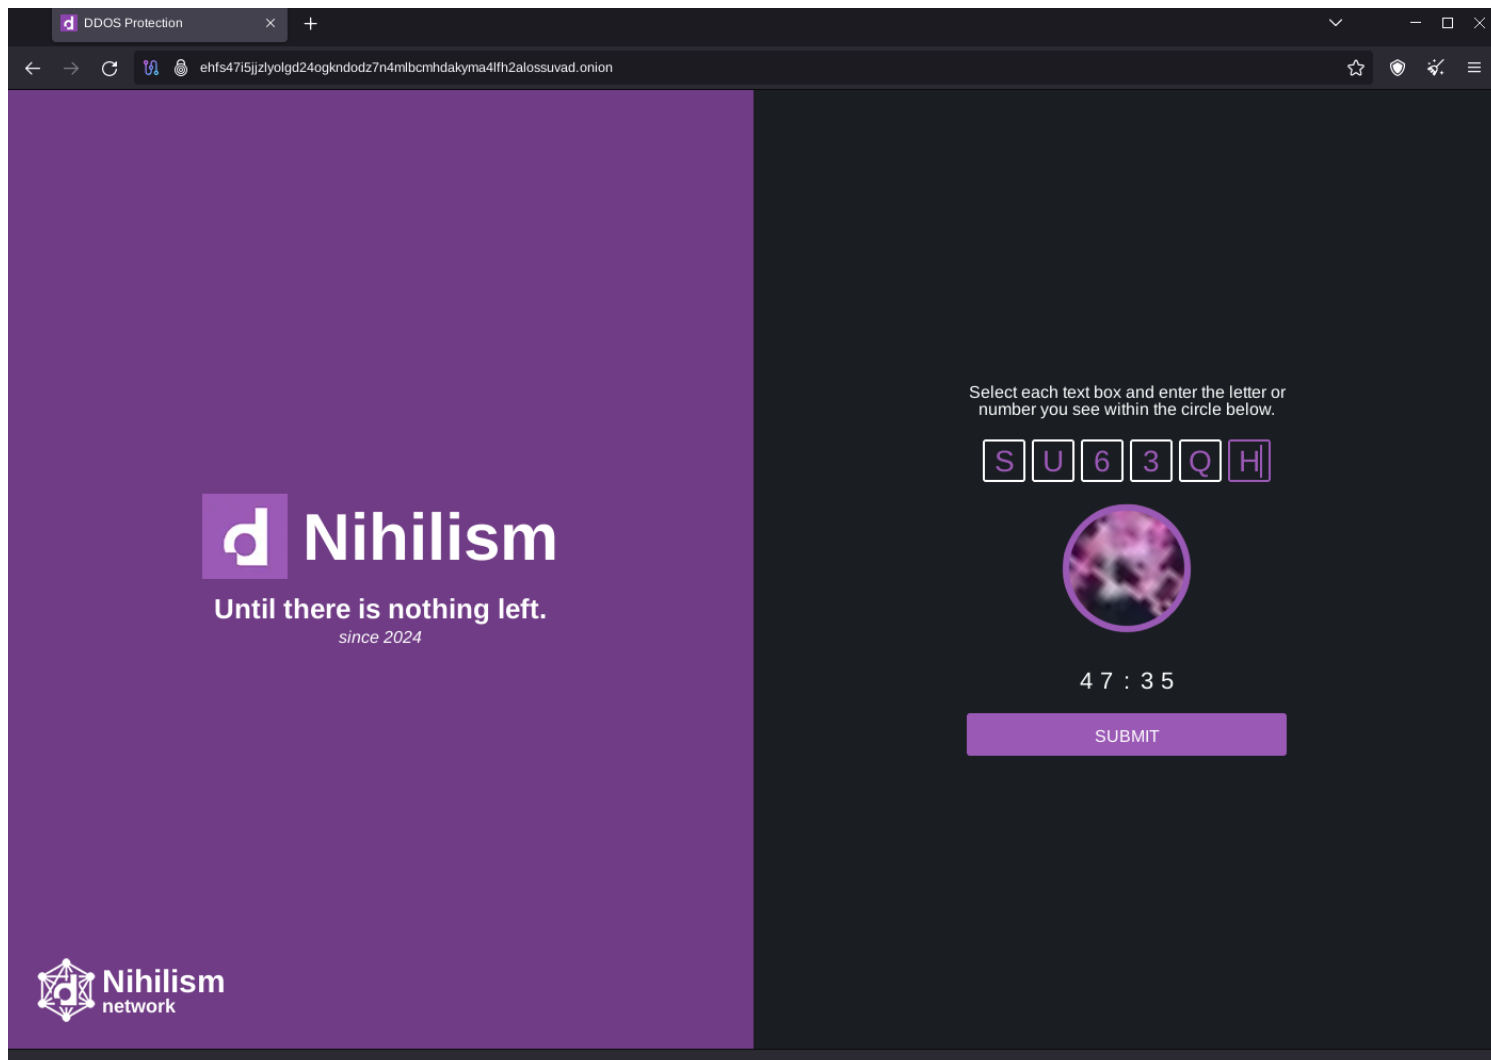 DDOS Protection
ehfs47i5jjzlyolgd24ogkndodz7n4mlbcmhdakyma4lfh2alossuvad.onion
Nihilism
Until there is nothing left.
since 2024
Nihilism
network
Select each text box and enter the letter or
number you see within the circle below.
S U 6 3 Q H
47:35
SUBMIT